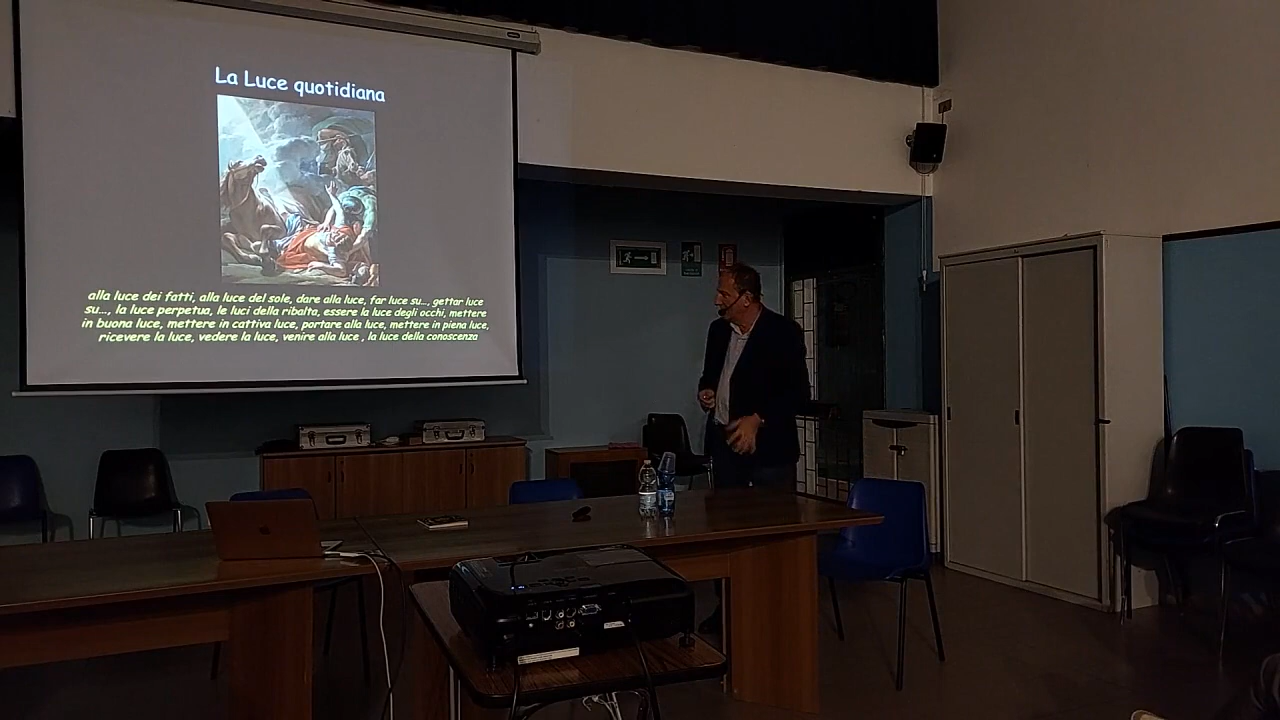 La Luce quotidiana
alla luce dei fatti, alla luce del sole, dare alla luce, far luce su..., gettar luce
su..., la luce perpetua, le luci della ribalta, essere la luce degli occhi, mettere
in buona luce, mettere in cattiva luce, portare alla luce, mettere in piena luce,
ricevere la luce, vedere la luce, venire alla luce , la luce della conoscenza